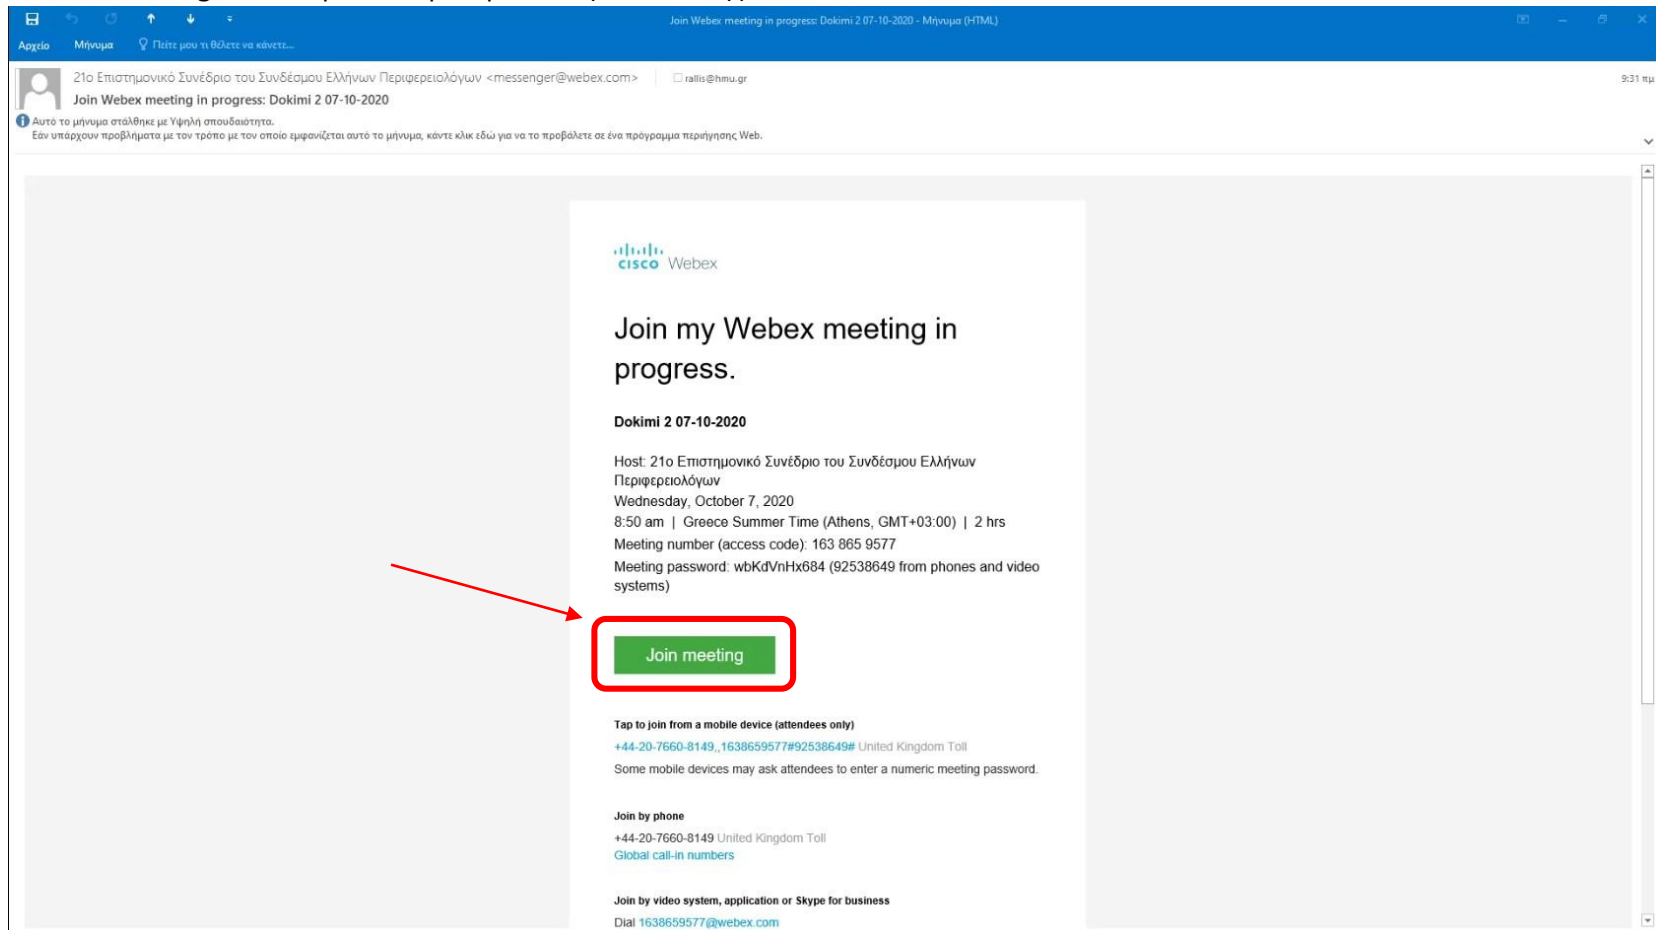 Join Webex meeting in progress: Dokimi 2 07-10-2020 - Μήνυμα (HTML)
Αρχείο Μήνυμα Πείτε μου τι θέλετε να κάνετε...
21ο Επιστημονικό Συνέδριο του Συνδέσμου Ελλήνων Περιφερειολόγων <messenger@webex.com> rallis@hmu.gr 9:31 πμ
Join Webex meeting in progress: Dokimi 2 07-10-2020
Αυτό το μήνυμα στάλθηκε με Υψηλή σπουδαιότητα.
Εάν υπάρχουν προβλήματα με τον τρόπο με τον οποίο εμφανίζεται αυτό το μήνυμα, κάντε κλικ εδώ για να το προβάλετε σε ένα πρόγραμμα περιήγησης Web.
cisco Webex
Join my Webex meeting in
progress.
Dokimi 2 07-10-2020
Host: 21ο Επιστημονικό Συνέδριο του Συνδέσμου Ελλήνων
Περιφερειολόγων
Wednesday, October 7, 2020
8:50 am | Greece Summer Time (Athens, GMT+03:00) | 2 hrs
Meeting number (access code): 163 865 9577
Meeting password: wbKdVnHx684 (92538649 from phones and video
systems)
Join meeting
Tap to join from a mobile device (attendees only)
+44-20-7660-8149,,1638659577#92538649# United Kingdom Toll
Some mobile devices may ask attendees to enter a numeric meeting password.
Join by phone
+44-20-7660-8149 United Kingdom Toll
Global call-in numbers
Join by video system, application or Skype for business
Dial 1638659577@webex.com